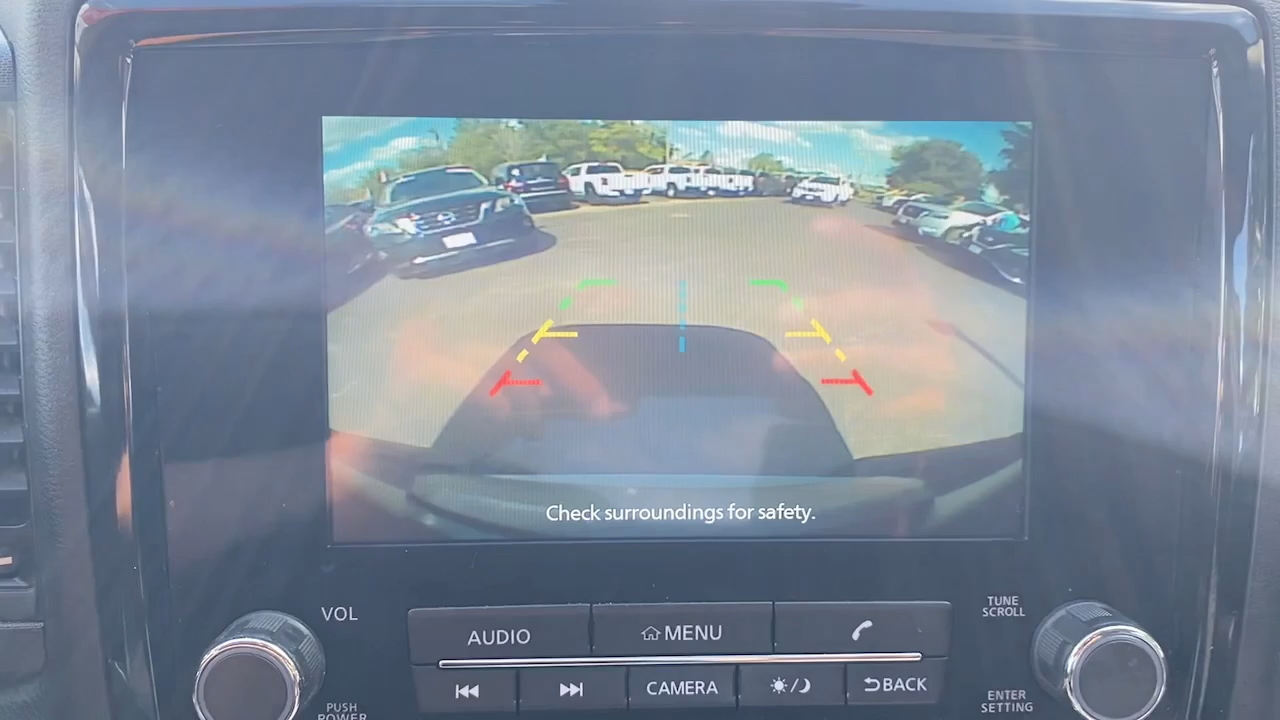 Check surroundings for safety.
VOL
TUNE
SCROLL
AUDIO
MENU
CAMERA
BACK
PUSH
POWER
ENTER
SETTING